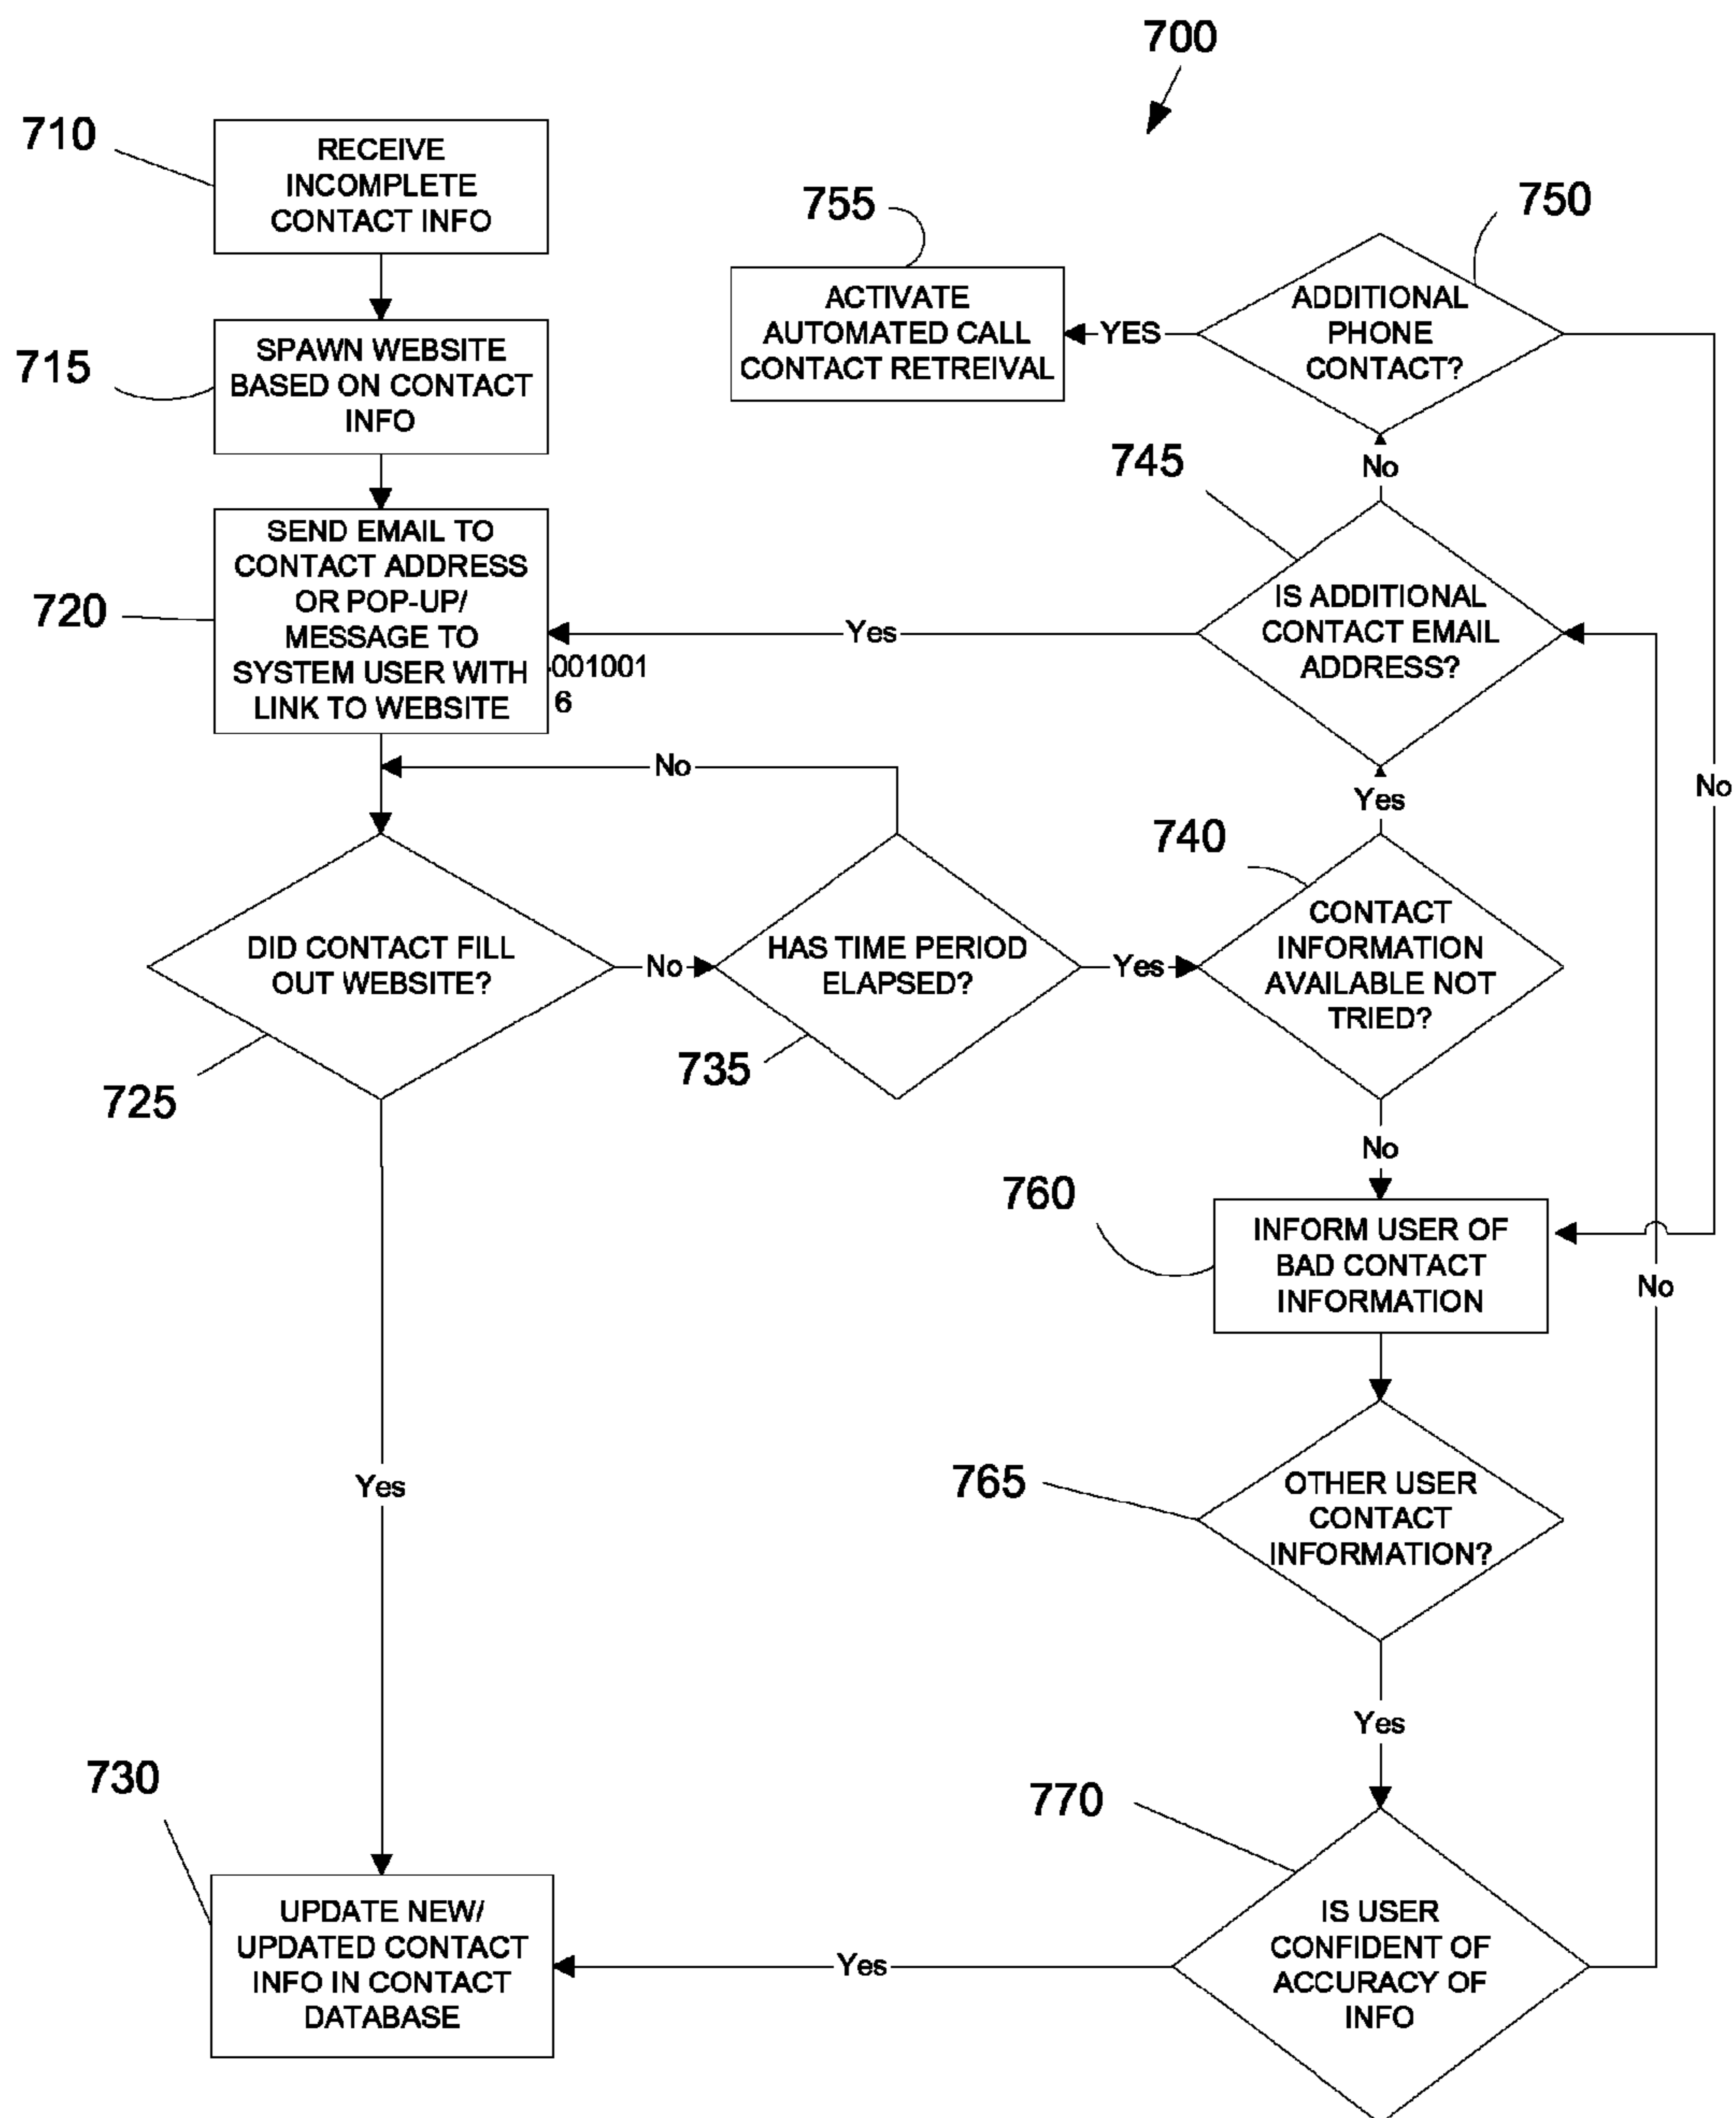 700
710
RECEIVE
INCOMPLETE
CONTACT INFO
755
750
ACTIVATE
AUTOMATED CALL
CONTACT RETREIVAL
YES
ADDITIONAL
PHONE
CONTACT?
715
SPAWN WEBSITE
BASED ON CONTACT
INFO
745
No
720
SEND EMAIL TO
CONTACT ADDRESS
OR POP-UP/
MESSAGE TO
SYSTEM USER WITH
LINK TO WEBSITE
001001
6
Yes
IS ADDITIONAL
CONTACT EMAIL
ADDRESS?
No
No
Yes
740
DID CONTACT FILL
OUT WEBSITE?
No
HAS TIME PERIOD
ELAPSED?
Yes
CONTACT
INFORMATION
AVAILABLE NOT
TRIED?
725
735
No
760
INFORM USER OF
BAD CONTACT
INFORMATION
No
765
OTHER USER
CONTACT
INFORMATION?
Yes
Yes
730
770
UPDATE NEW/
UPDATED CONTACT
INFO IN CONTACT
DATABASE
Yes
IS USER
CONFIDENT OF
ACCURACY OF
INFO